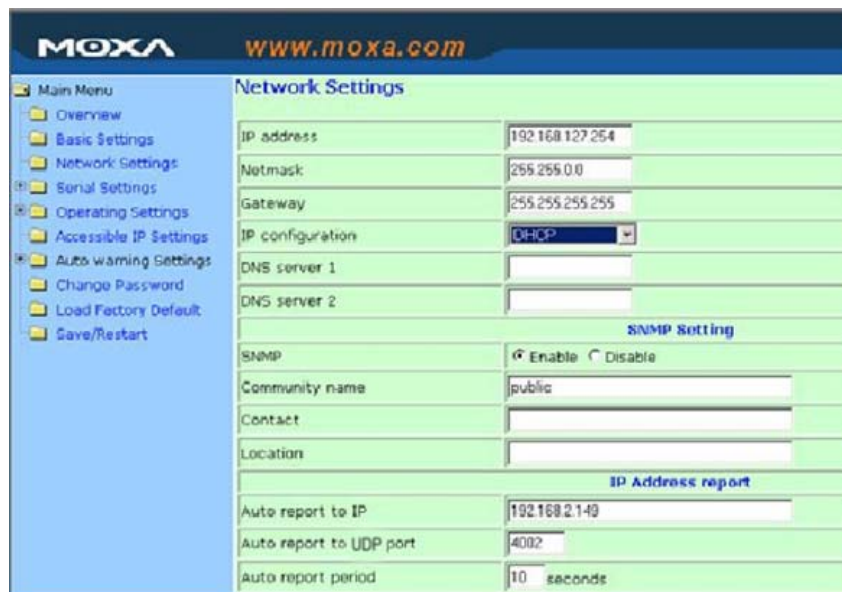 MOXA www.moxa.com
Main Menu
Overview
Basic Settings
Network Settings
Serial Settings
Operating Settings
Accessible IP Settings
Auto warning Settings
Change Password
Load Factory Default
Save/Restart
Network Settings
IP address 192.168.127.254
Netmask 255.255.0.0
Gateway 255.255.255.255
IP configuration DHCP
DNS server 1
DNS server 2
SNMP Setting
SNMP Enable Disable
Community name public
Contact
Location
IP Address report
Auto report to IP 192.168.2.149
Auto report to UDP port 4002
Auto report period 10 seconds